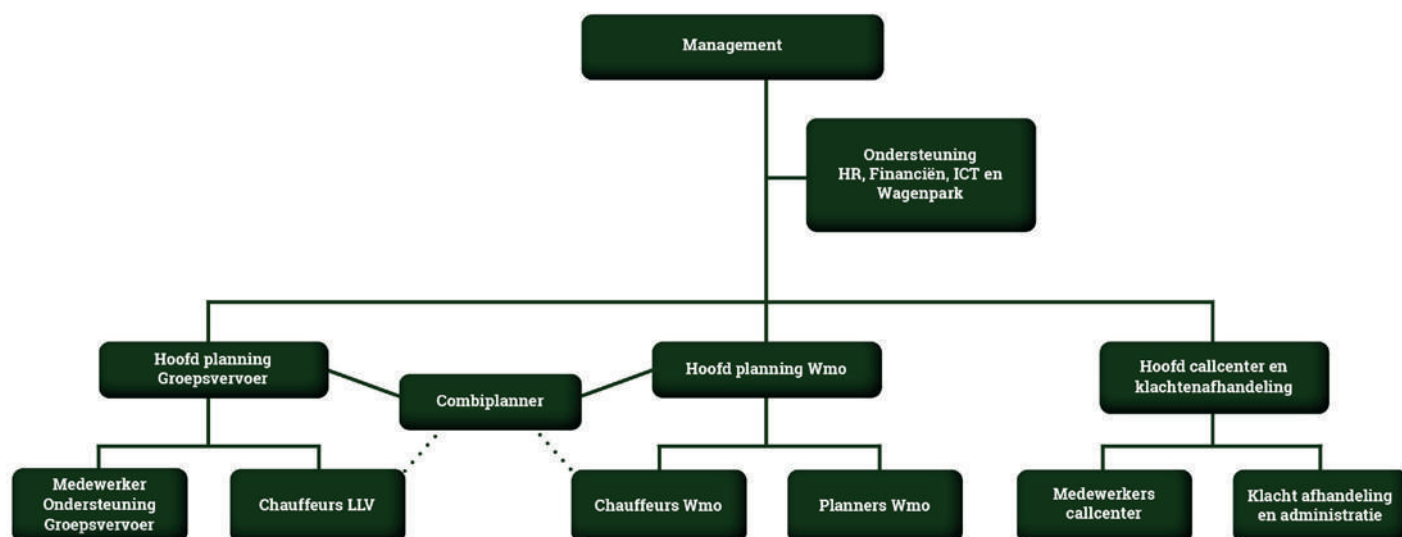 Management
Ondersteuning
HR, Financiën, ICT en
Wagenpark
Hoofd planning
Groepsvervoer
Combiplanner
Hoofd planning Wmo
Hoofd callcenter en
klachtenafhandeling
Medewerker
Ondersteuning
Groepsvervoer
Chauffeurs LLV
Chauffeurs Wmo
Planners Wmo
Medewerkers
callcenter
Klacht afhandeling
en administratie